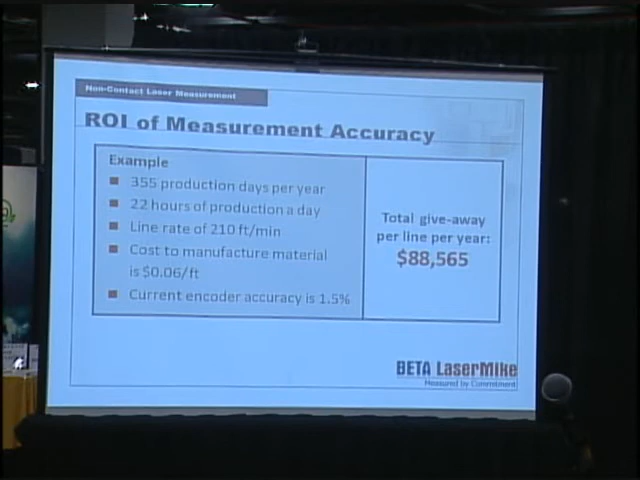 Non-Contact Laser Measurement
ROI of Measurement Accuracy
Example
355 production days per year
22 hours of production a day
Line rate of 210 ft/min
Cost to manufacture material
is $0.06/ft
Current encoder accuracy is 1.5%
Total give-away
per line per year:
$88,565
BETA LaserMike
Measured by Commitment